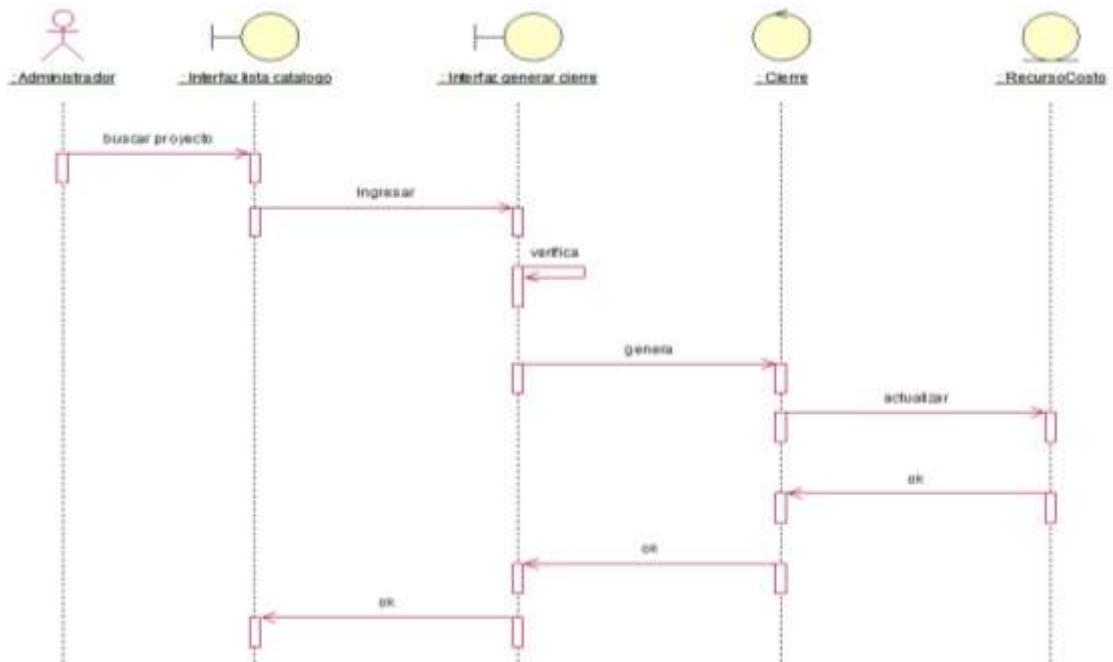 : Administrador
: Interfaz lista catalogo
: Interfaz generar cierre
: Cierre
: RecursoCosto
buscar proyecto
Ingresar
verifica
genera
actualizar
ok
ok
ok